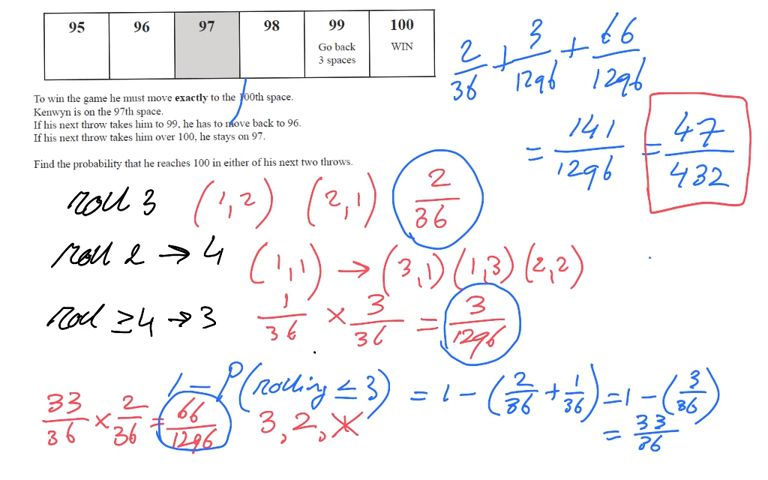 95 96 97 98 99 100
Go back WIN
3 spaces
To win the game he must move exactly to the 100th space.
Kenwyn is on the 97th space.
If his next throw takes him to 99, he has to move back to 96.
If his next throw takes him over 100, he stays on 97.
Find the probability that he reaches 100 in either of his next two throws.
2/36 + 3/1296 + 66/1296
= 141/1296 = 47/432
roll 3 (1,2) (2,1) 2/36
roll 2 → 4 (1,1) → (3,1) (1,3) (2,2)
1/36 × 3/36 = 3/1296
roll ≥4 → 3
1 - P(rolling ≤ 3) = 1 - (2/36 + 1/36) = 1 - (3/36)
= 33/36
33/36 × 2/36 = 66/1296
3, 2,